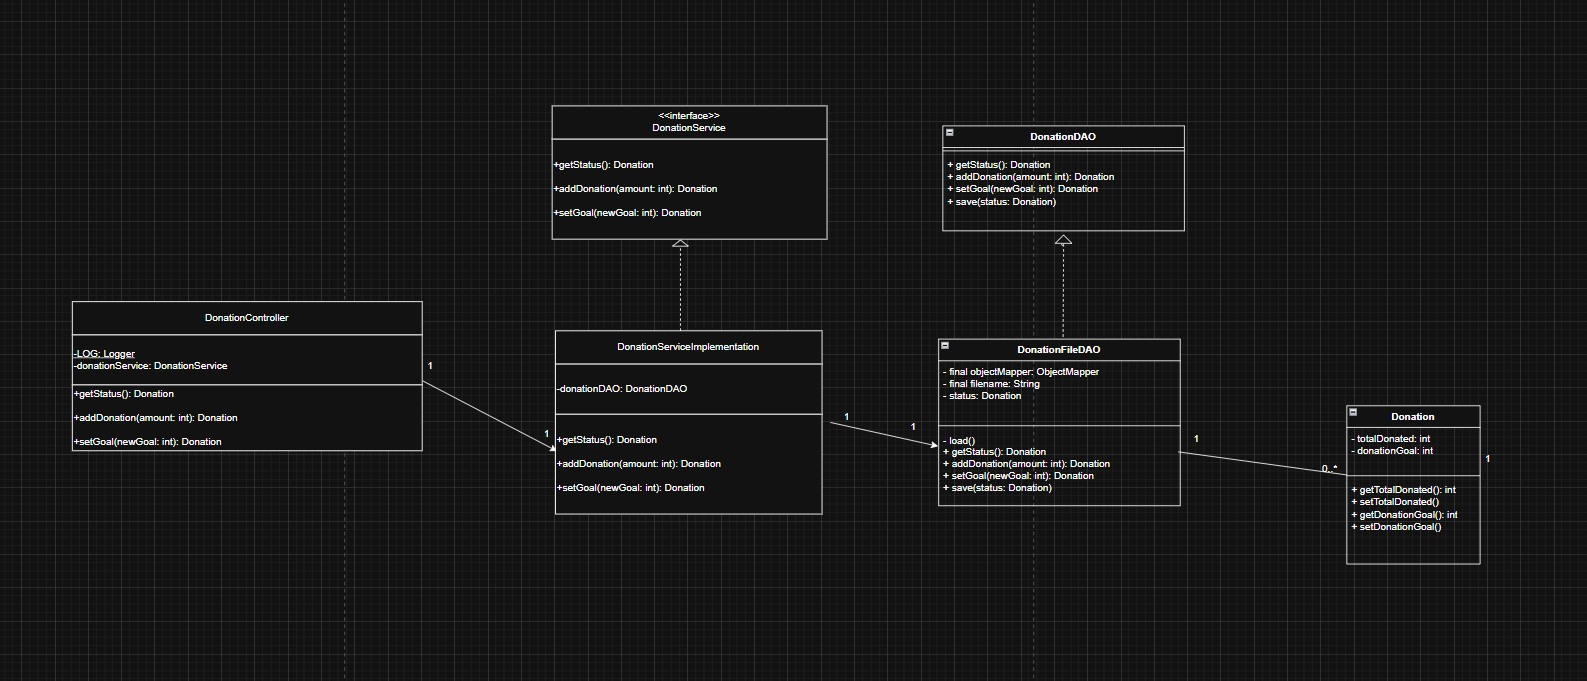 <<interface>>
DonationService
+getStatus(): Donation
+addDonation(amount: int): Donation
+setGoal(newGoal: int): Donation
DonationDAO
+ getStatus(): Donation
+ addDonation(amount: int): Donation
+ setGoal(newGoal: int): Donation
+ save(status: Donation)
DonationController
-LOG: Logger
-donationService: DonationService
+getStatus(): Donation
+addDonation(amount: int): Donation
+setGoal(newGoal: int): Donation
1
1
DonationServiceImplementation
-donationDAO: DonationDAO
+getStatus(): Donation
+addDonation(amount: int): Donation
+setGoal(newGoal: int): Donation
1
1
DonationFileDAO
- final objectMapper: ObjectMapper
- final filename: String
- status: Donation
- load()
+ getStatus(): Donation
+ addDonation(amount: int): Donation
+ setGoal(newGoal: int): Donation
+ save(status: Donation)
1
0..*
Donation
- totalDonated: int
- donationGoal: int
+ getTotalDonated(): int
+ setTotalDonated()
+ getDonationGoal(): int
+ setDonationGoal()
1